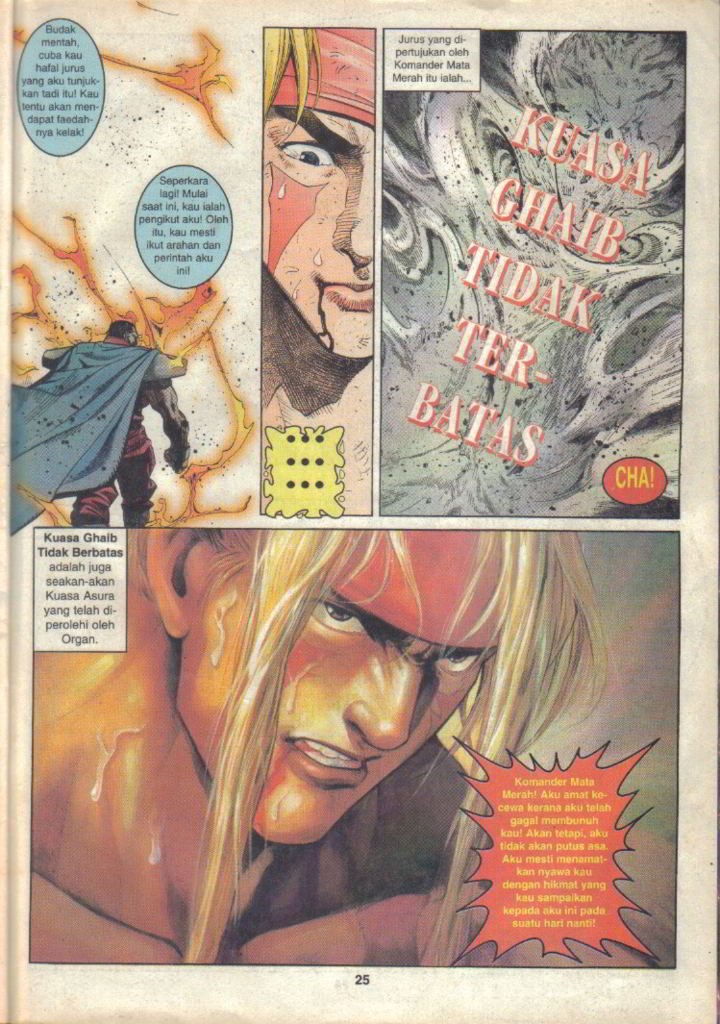 Budak
mentah,
cuba kau
hafal jurus
yang aku tunjuk-
kan tadi itu! Kau
tentu akan men-
dapat faedah-
nya kelak!
Seperkara
lagi! Mulai
saat ini, kau ialah
pengikut aku! Oleh
itu, kau mesti
ikut arahan dan
perintah aku
ini!
Jurus yang di-
pertujukan oleh
Komander Mata
Merah itu ialah...
KUASA
GHAIB
TIDAK
TER-
BATAS
CHA!
Kuasa Ghaib
Tidak Berbatas
adalah juga
seakan-akan
Kuasa Asura
yang telah di-
perolehi oleh
Organ.
Komander Mata
Merah! Aku amat ke-
cewa kerana aku telah
gagal membunuh
kau! Akan tetapi, aku
tidak akan putus asa.
Aku mesti menamat-
kan nyawa kau
dengan hikmat yang
kau sampaikan
kepada aku ini pada
suatu hari nanti!
25